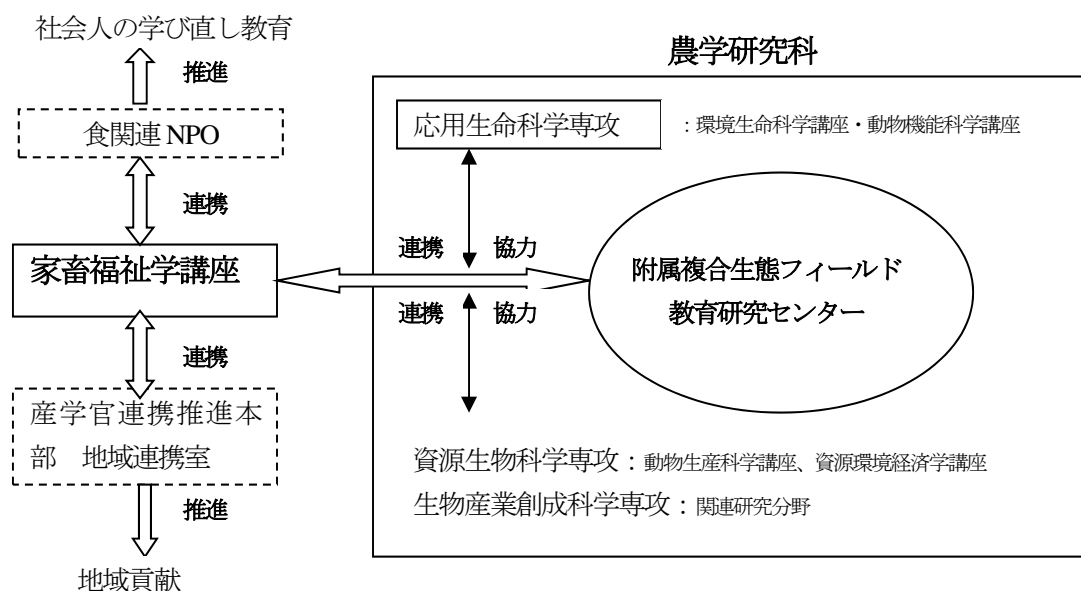 社会人の学び直し教育
推進
食関連 NPO
連携
家畜福祉学講座
連携
産学官連携推進本
部 地域連携室
推進
地域貢献
農学研究科
応用生命科学専攻 :環境生命科学講座・動物機能科学講座
連携 協力
連携 協力
附属複合生態フィールド
教育研究センター
資源生物科学専攻:動物生産科学講座、資源環境経済学講座
生物産業創成科学専攻:関連研究分野